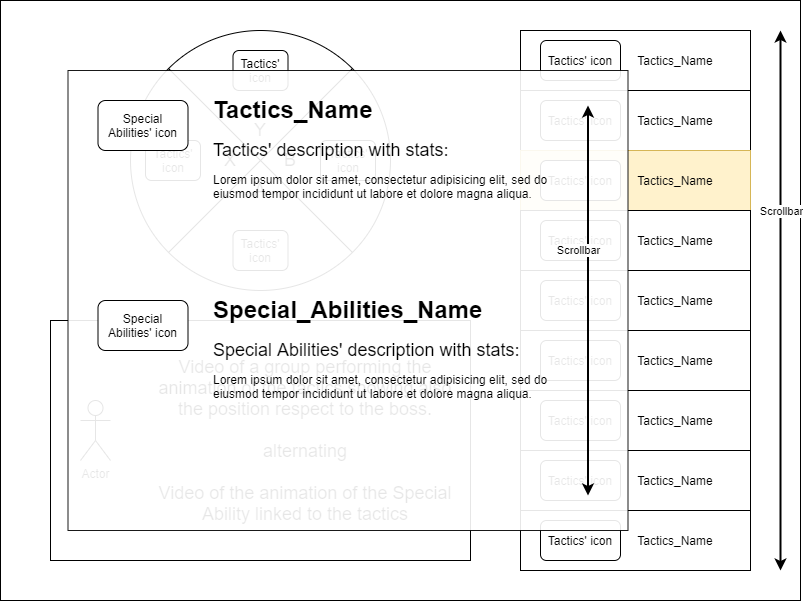 Tactics'
icon
Tactics' icon
Tactics_Name
Special
Abilities' icon
Tactics_Name
Tactics' description with stats:
Lorem ipsum dolor sit amet, consectetur adipisicing elit, sed do
eiusmod tempor incididunt ut labore et dolore magna aliqua.
Y
X
B
Tactics'
icon
icon
Tactics'
icon
Tactics' icon
Tactics_Name
Tactics' icon
Tactics_Name
Scrollbar
Tactics' icon
Tactics_Name
Scrollbar
Special
Abilities' icon
Special_Abilities_Name
Special Abilities' description with stats:
Lorem ipsum dolor sit amet, consectetur adipisicing elit, sed do
eiusmod tempor incididunt ut labore et dolore magna aliqua.
Video of a group performing the
the position respect to the boss.
alternating
Video of the animation of the Special
Ability linked to the tactics
Actor
Tactics' icon
Tactics_Name
Tactics' icon
Tactics_Name
Tactics' icon
Tactics_Name
Tactics' icon
Tactics_Name
Tactics' icon
Tactics_Name